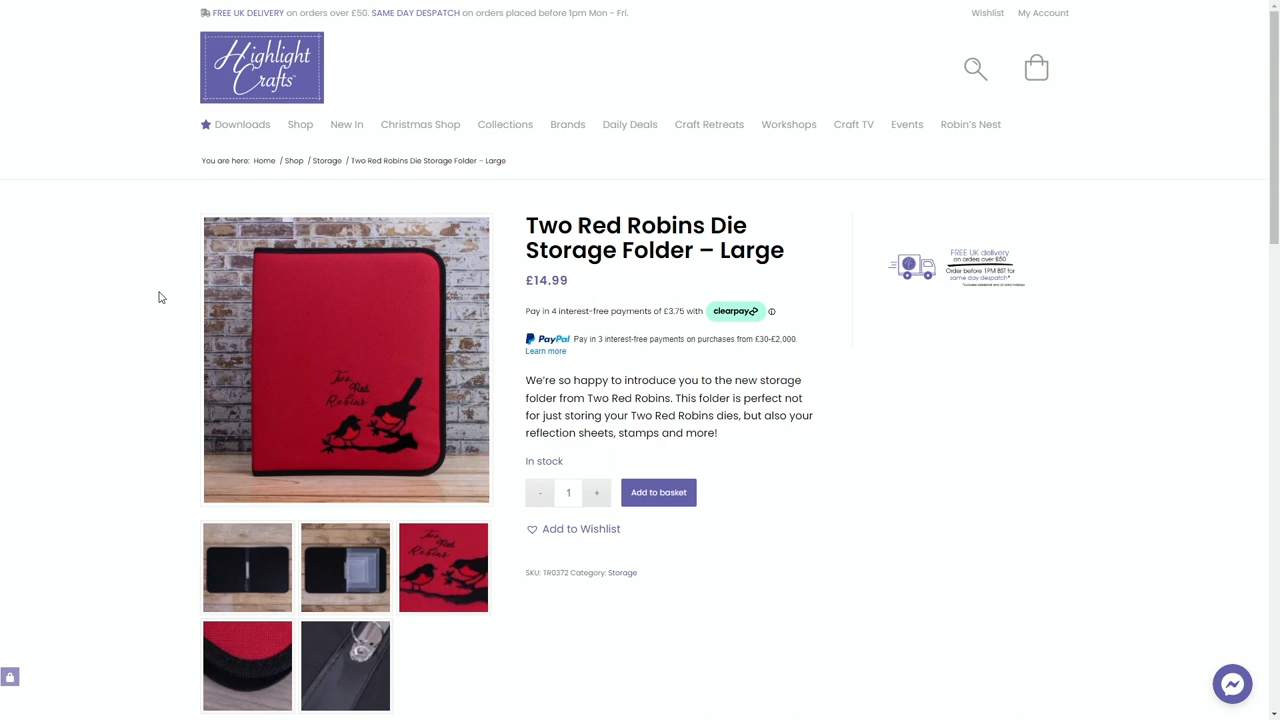 FREE UK DELIVERY on orders over £50. SAME DAY DESPATCH on orders placed before 1pm Mon - Fri.
Wishlist My Account
Highlight
Crafts™
Downloads Shop New In Christmas Shop Collections Brands Daily Deals Craft Retreats Workshops Craft TV Events Robin's Nest
You are here: Home / Shop / Storage / Two Red Robins Die Storage Folder – Large
Two Red Robins Die
Storage Folder – Large
£14.99
Pay in 4 interest-free payments of £3.75 with clearpay
PayPal Pay in 3 interest-free payments on purchases from £30-£2,000.
Learn more
We're so happy to introduce you to the new storage
folder from Two Red Robins. This folder is perfect not
for just storing your Two Red Robins dies, but also your
reflection sheets, stamps and more!
In stock
- 1 + Add to basket
Add to Wishlist
SKU: TR0372 Category: Storage
FREE UK delivery
on orders over £50
Order before 1PM BST for
same day despatch*
Two
Red
Robins
Two
Red
Robins